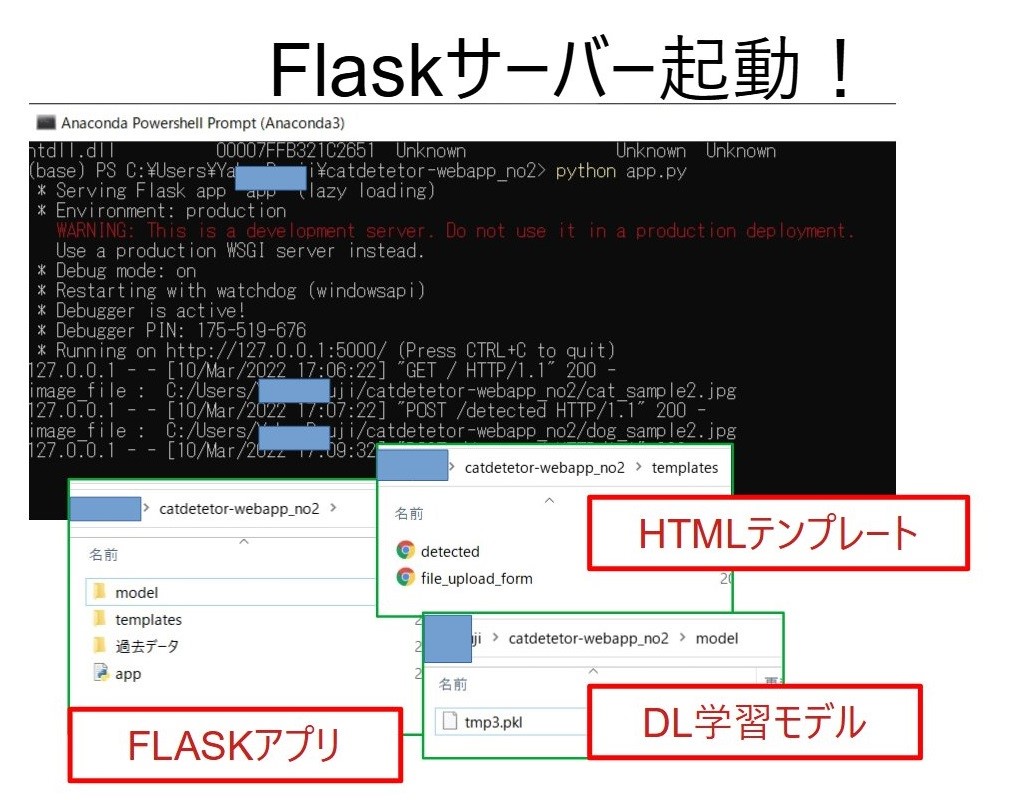 Flaskサーバー起動！
Anaconda Powershell Prompt (Anaconda3)
ntdll.dll 00007FFB321C2651 Unknown Unknown Unknown
(base) PS C:¥Users¥Ya i¥catdetetor-webapp_no2> python app.py
* Serving Flask app "app" (lazy loading)
* Environment: production
WARNING: This is a development server. Do not use it in a production deployment.
Use a production WSGI server instead.
* Debug mode: on
* Restarting with watchdog (windowsapi)
* Debugger is active!
* Debugger PIN: 175-519-676
* Running on http://127.0.0.1:5000/ (Press CTRL+C to quit)
127.0.0.1 - - [10/Mar/2022 17:06:22] "GET / HTTP/1.1" 200 -
image_file : C:/Users/ uji/catdetetor-webapp_no2/cat_sample2.jpg
127.0.0.1 - - [10/Mar/2022 17:07:22] "POST /detected HTTP/1.1" 200 -
image_file : C:/Users/ uji/catdetetor-webapp_no2/dog_sample2.jpg
127.0.0.1 - - [10/Mar/2022 17:09:32]
> catdetetor-webapp_no2 > templates
名前
detected
file_upload_form
20
HTMLテンプレート
> catdetetor-webapp_no2 >
名前
model
templates
過去データ
app
FLASKアプリ
uji > catdetetor-webapp_no2 > model
名前
tmp3.pkl
DL学習モデル